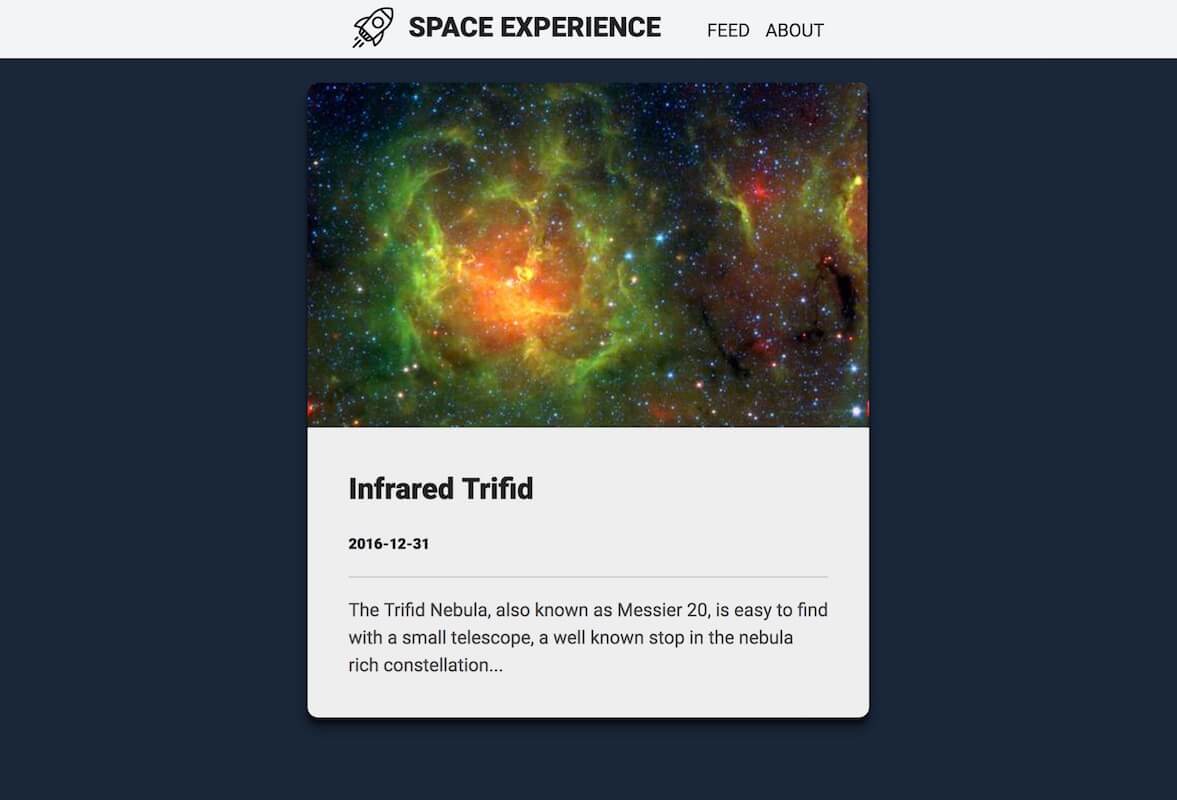 SPACE EXPERIENCE FEED ABOUT
Infrared Trifid
2016-12-31
The Trifid Nebula, also known as Messier 20, is easy to find
with a small telescope, a well known stop in the nebula
rich constellation...